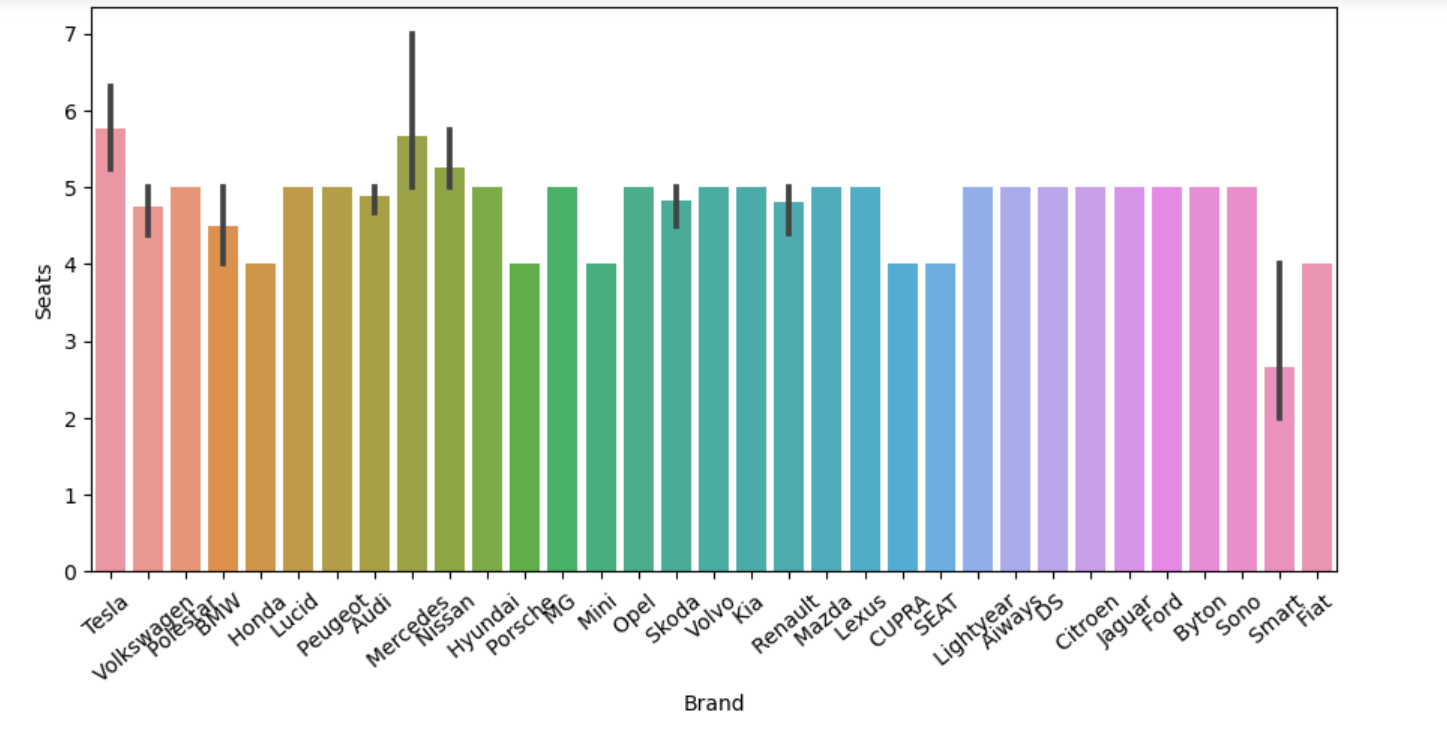 7
6
5
4
3
2
1
0
Seats
Tesla
Volkswagen
Polestar
BMW
Honda
Lucid
Peugeot
Audi
Mercedes
Nissan
Hyundai
Porsche
MG
Mini
Opel
Skoda
Volvo
Kia
Renault
Mazda
Lexus
CUPRA
SEAT
Lightyear
Aiways
DS
Citroen
Jaguar
Ford
Byton
Sono
Smart
Fiat
Brand